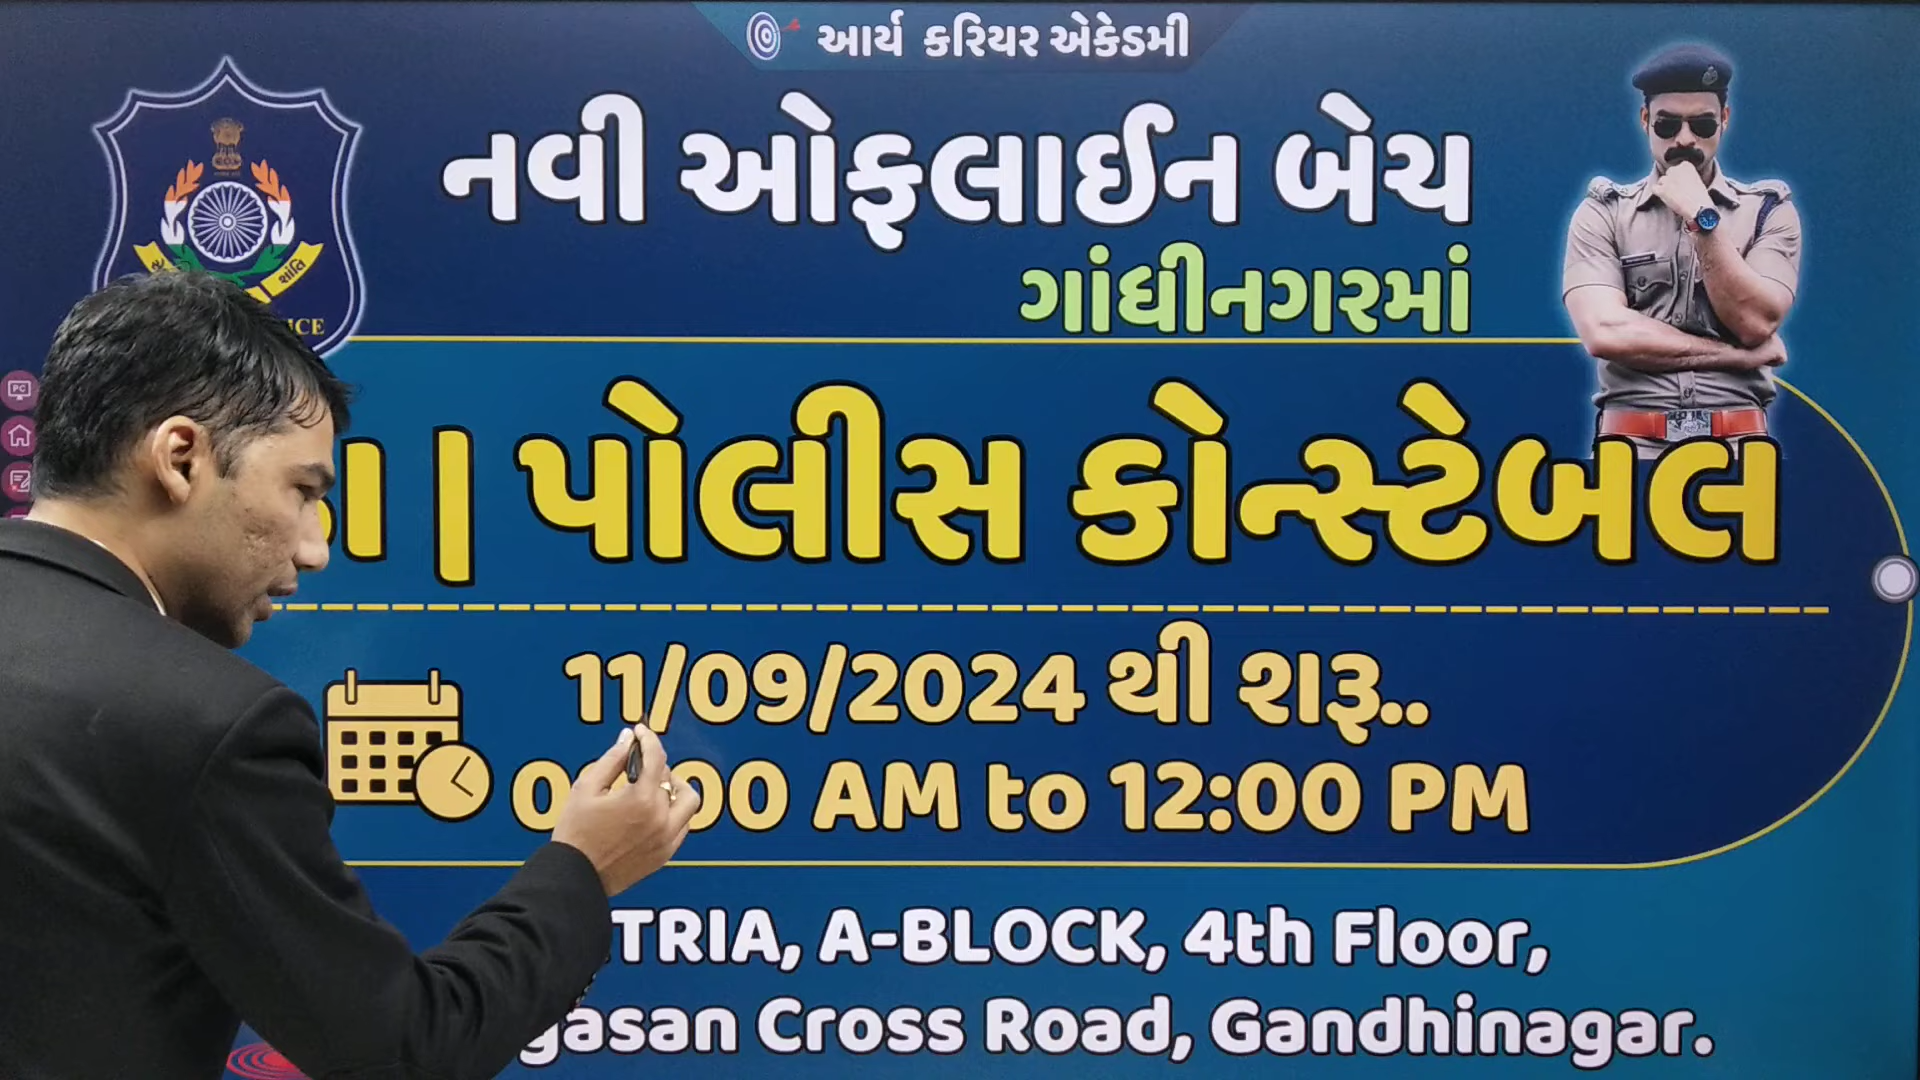 આર્ય કરિયર એકેડમી
નવી ઓફલાઈન બેચ
ગાંધીનગરમાં
શાંતિ
| પોલીસ કોન્સ્ટેબલ
11/09/2024 થી શરૂ..
AM to 12:00 PM
A-BLOCK, 4th Floor,
Cross Road, Gandhinagar.
PC